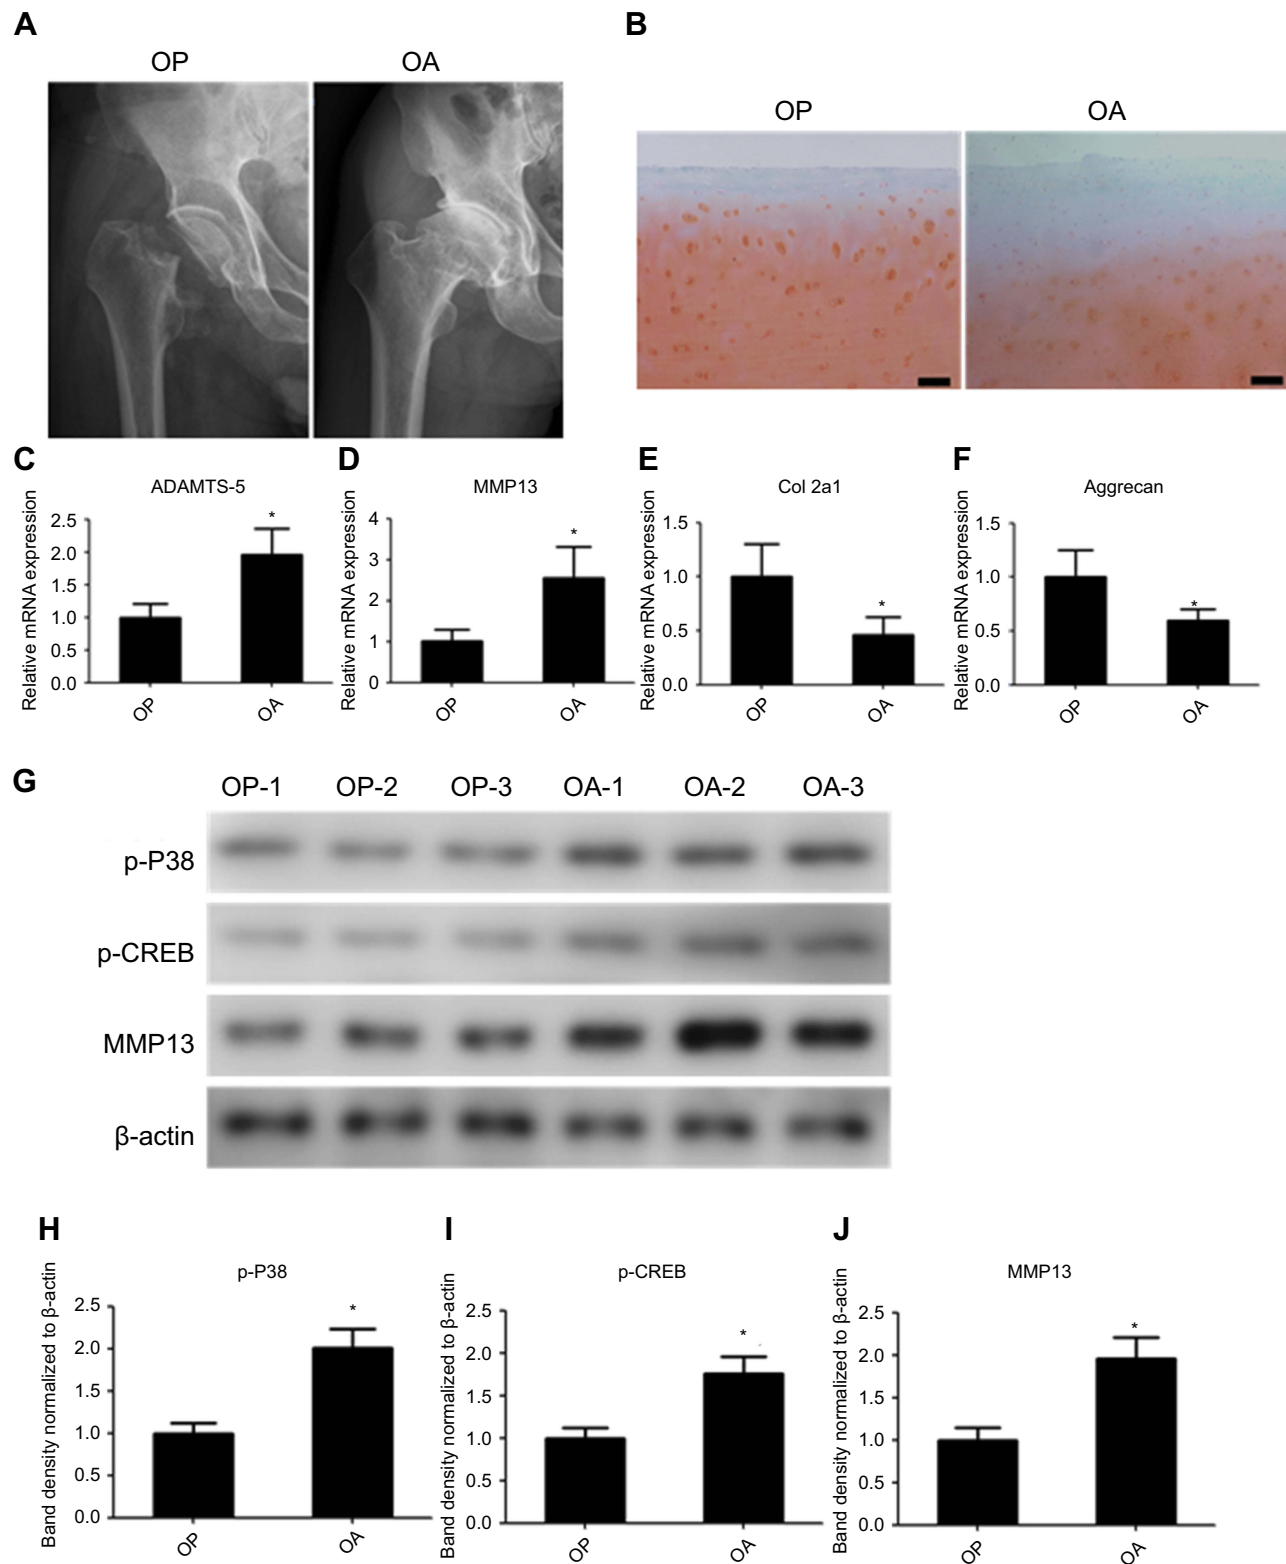 A
B
OP
OA
OP
OA
C
D
E
F
ADAMTS-5
MMP13
Col 2a1
Aggrecan
Relative mRNA expression
2.5
2.0
1.5
1.0
0.5
0.0
*
OP
OA
Relative mRNA expression
4
3
2
1
0
*
OP
OA
Relative mRNA expression
1.5
1.0
0.5
0.0
*
OP
OA
Relative mRNA expression
1.5
1.0
0.5
0.0
*
OP
OA
G
OP-1 OP-2 OP-3 OA-1 OA-2 OA-3
p-P38
p-CREB
MMP13
β-actin
H
I
J
p-P38
p-CREB
MMP13
Band density normalized to β-actin
2.5
2.0
1.5
1.0
0.5
0.0
*
OP
OA
Band density normalized to β-actin
2.5
2.0
1.5
1.0
0.5
0.0
*
OP
OA
Band density normalized to β-actin
2.5
2.0
1.5
1.0
0.5
0.0
*
OP
OA